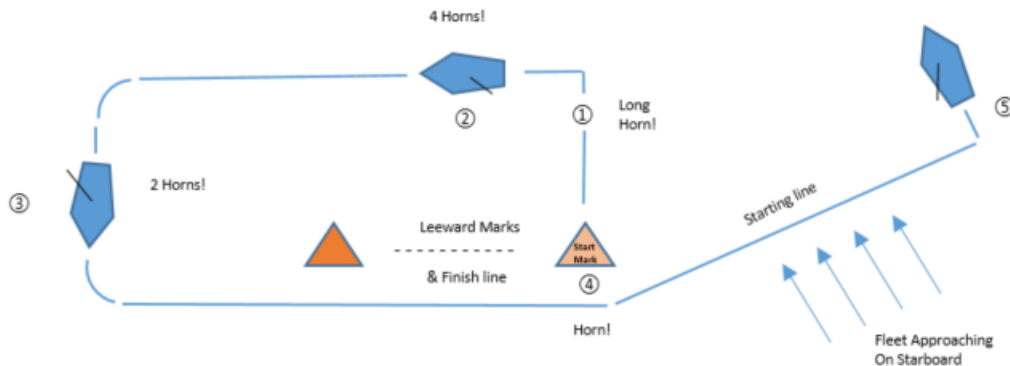 4 Horns!
①
Long
Horn!
②
⑤
2 Horns!
③
Starting line
Leeward Marks
Start
Mark
& Finish line
④
Horn!
Fleet Approaching
On Starboard